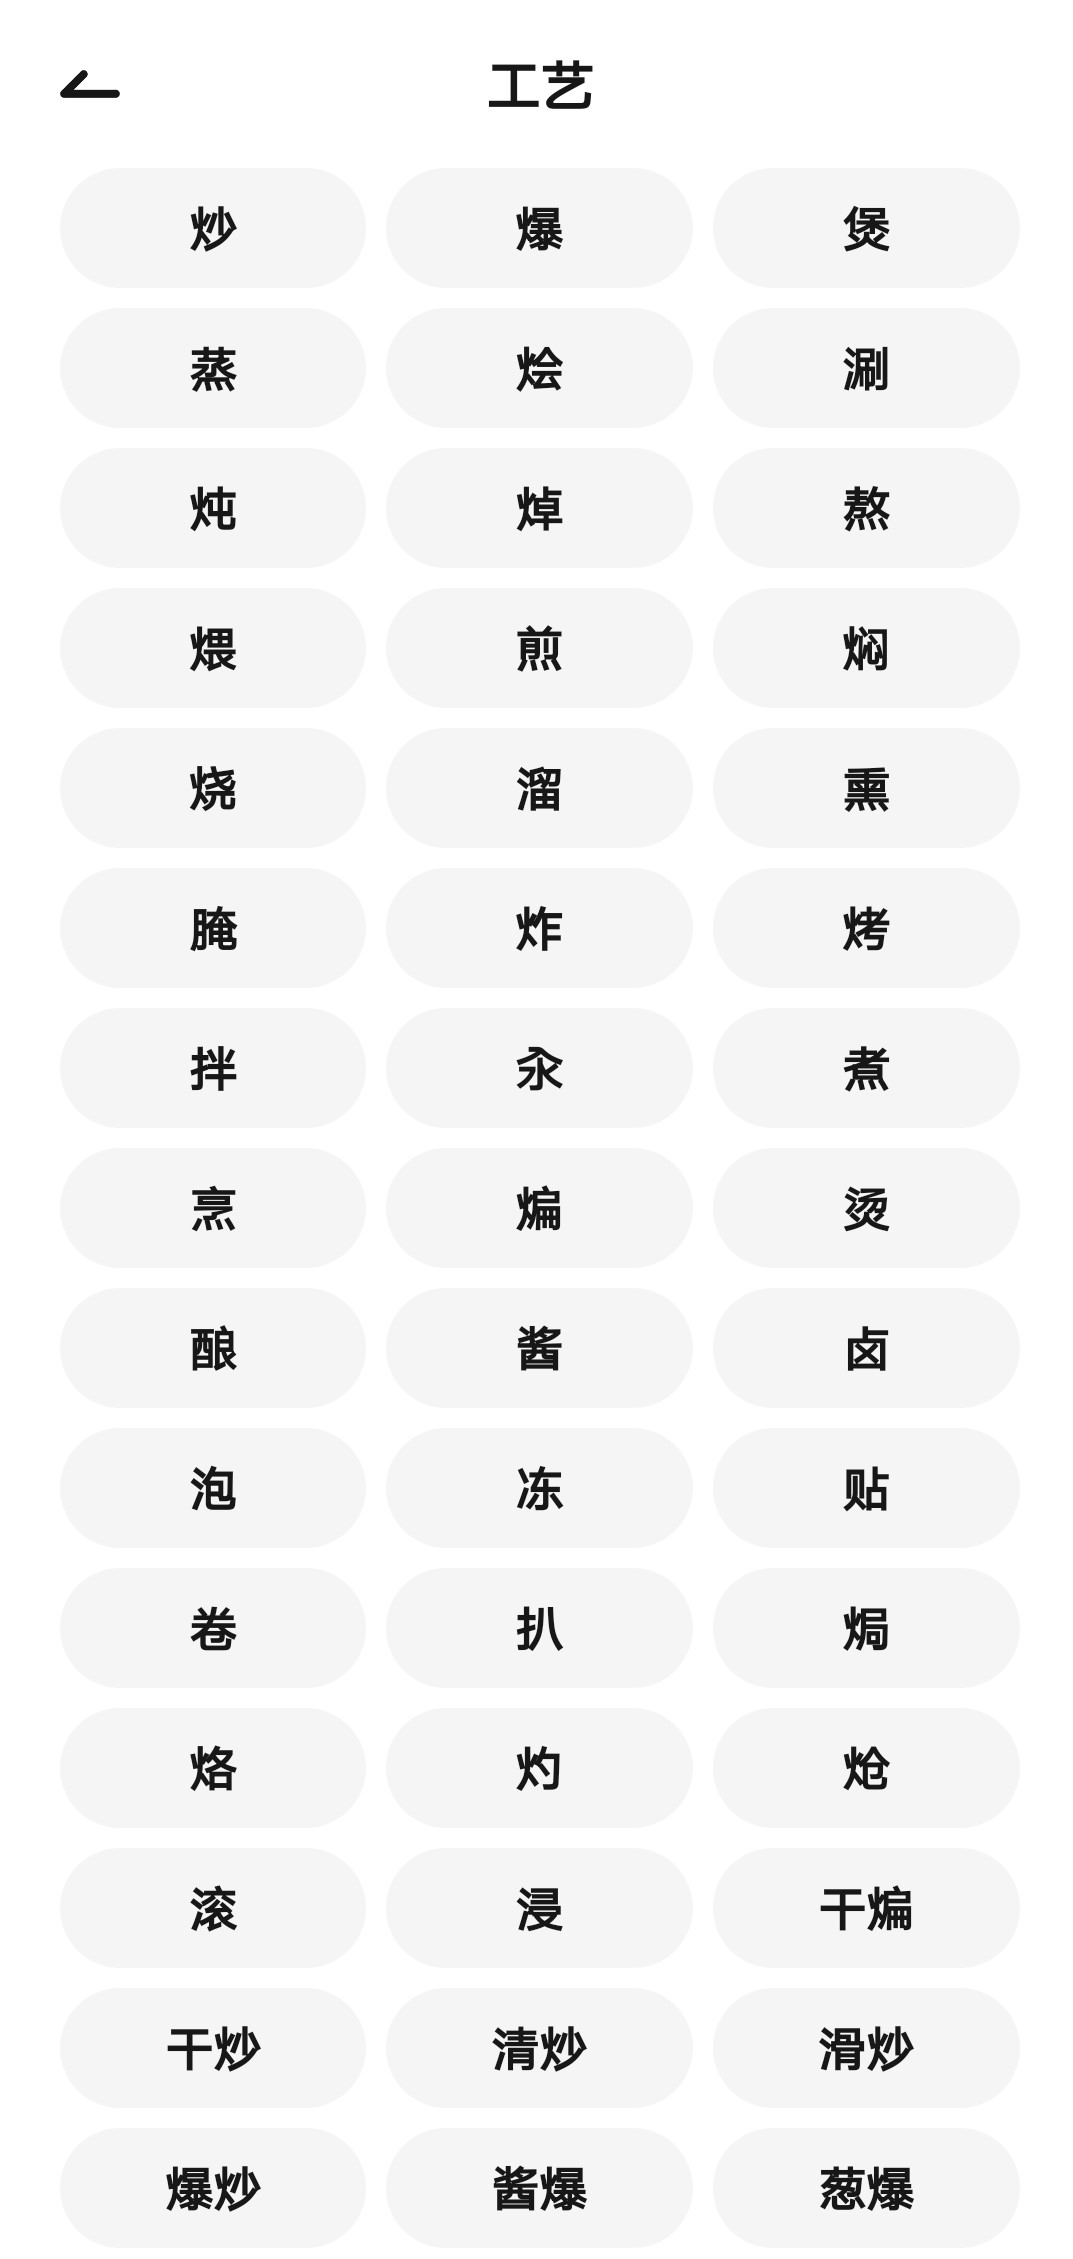 工艺
炒 爆 煲
蒸 烩 涮
炖 焯 熬
煨 煎 焖
烧 溜 熏
腌 炸 烤
拌 汆 煮
烹 煸 烫
酿 酱 卤
泡 冻 贴
卷 扒 焗
烙 灼 炝
滚 浸 干煸
干炒 清炒 滑炒
爆炒 酱爆 葱爆